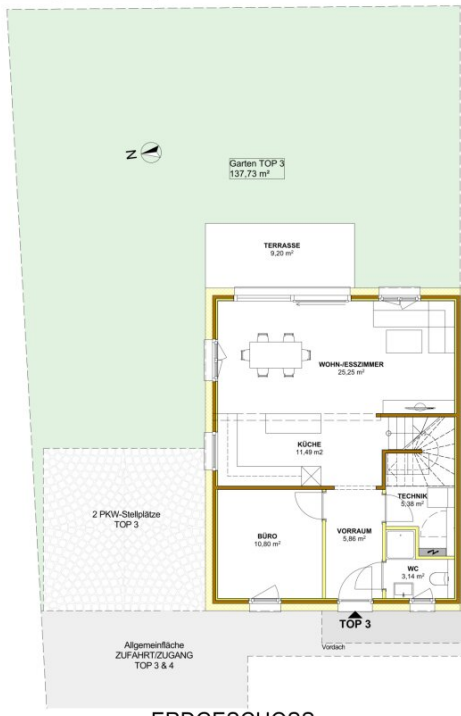 N
Garten TOP 3
137,73 m²
TERRASSE
9,20 m²
WOHN-/ESSZIMMER
25,25 m²
KÜCHE
11,49 m2
2 PKW-Stellplätze
TOP 3
TECHNIK
5,38 m²
BÜRO
10,80 m²
VORRAUM
5,86 m²
WC
3,14 m²
TOP 3
Allgemeinfläche
ZUFAHRT/ZUGANG
TOP 3 & 4
Vordach
ERDGESCHOSS